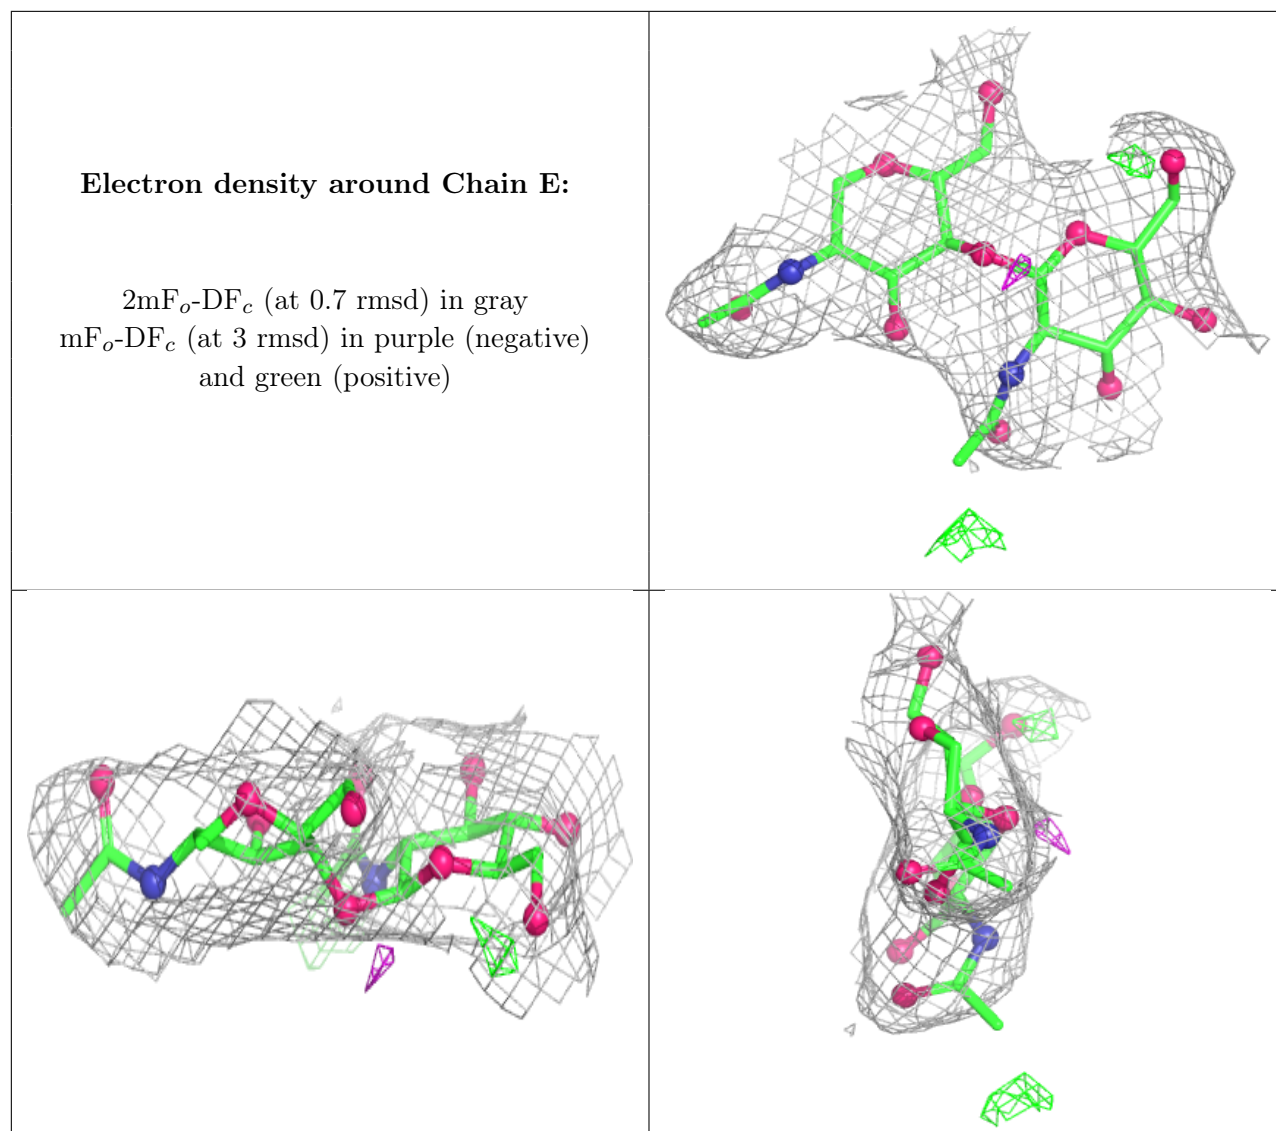 Electron density around Chain E:
2mFₒ-DF𝑐 (at 0.7 rmsd) in gray
mFₒ-DF𝑐 (at 3 rmsd) in purple (negative)
and green (positive)